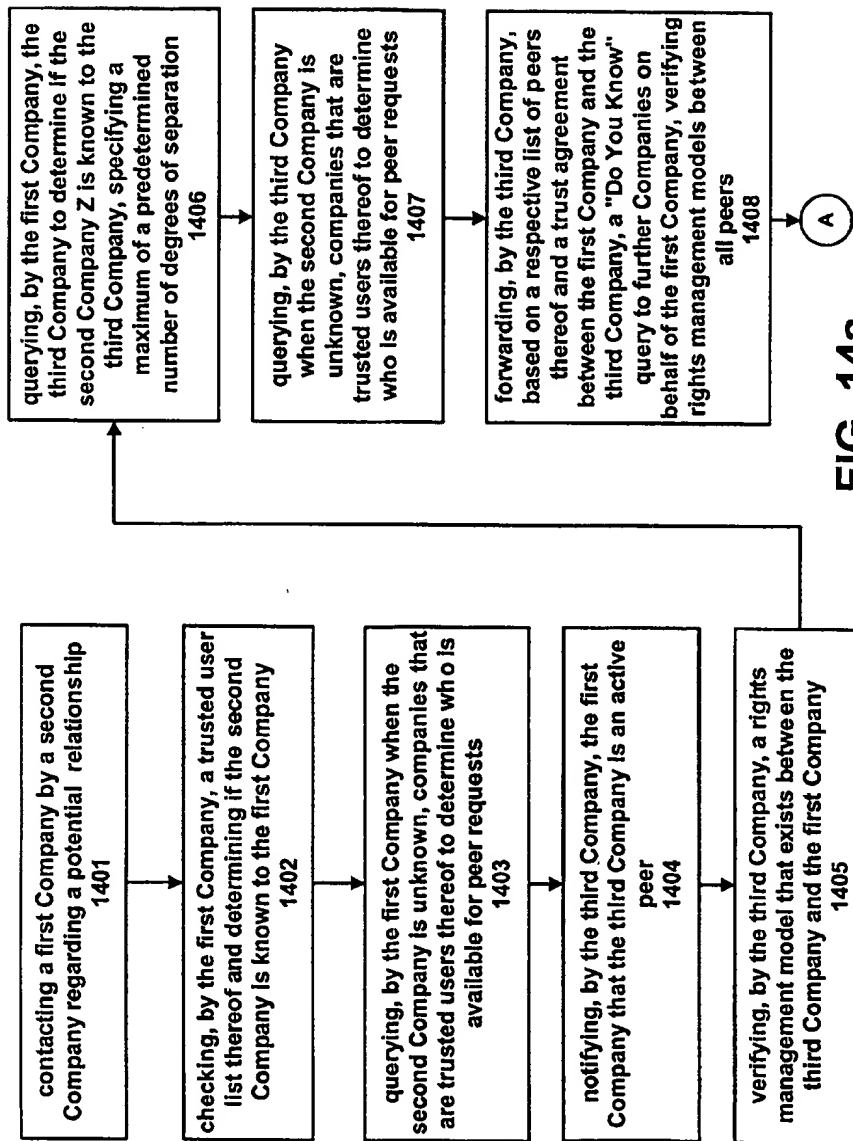 contacting a first Company by a second
Company regarding a potential relationship
1401
checking, by the first Company, a trusted user
list thereof and determining if the second
Company is known to the first Company
1402
querying, by the first Company when the
second Company is unknown, companies that
are trusted users thereof to determine who is
available for peer requests
1403
notifying, by the third Company, the first
Company that the third Company is an active
peer
1404
verifying, by the third Company, a rights
management model that exists between the
third Company and the first Company
1405
querying, by the first Company, the
third Company to determine if the
second Company Z is known to the
third Company, specifying a
maximum of a predetermined
number of degrees of separation
1406
querying, by the third Company
when the second Company is
unknown, companies that are
trusted users thereof to determine
who is available for peer requests
1407
forwarding, by the third Company,
based on a respective list of peers
thereof and a trust agreement
between the first Company and the
third Company, a "Do You Know"
query to further Companies on
behalf of the first Company, verifying
rights management models between
all peers
1408
A
FIG. 14a